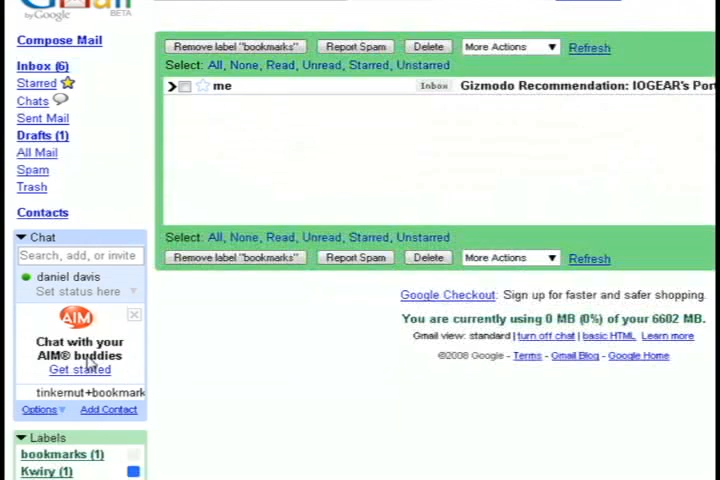 Gmail
by Google BETA
Compose Mail
Inbox (6)
Starred
Chats
Sent Mail
Drafts (1)
All Mail
Spam
Trash
Contacts
Chat
Search, add, or invite
daniel davis
Set status here
AIM
Chat with your
AIM® buddies
Get started
tinkernut+bookmark
Options Add Contact
Labels
bookmarks (1)
Kwiry (1)
Remove label "bookmarks" Report Spam Delete More Actions Refresh
Select: All, None, Read, Unread, Starred, Unstarred
me Inbox Gizmodo Recommendation: IOGEAR's Por
Select: All, None, Read, Unread, Starred, Unstarred
Remove label "bookmarks" Report Spam Delete More Actions Refresh
Google Checkout: Sign up for faster and safer shopping.
You are currently using 0 MB (0%) of your 6602 MB.
Gmail view: standard | turn off chat | basic HTML Learn more
©2008 Google - Terms - Gmail Blog - Google Home